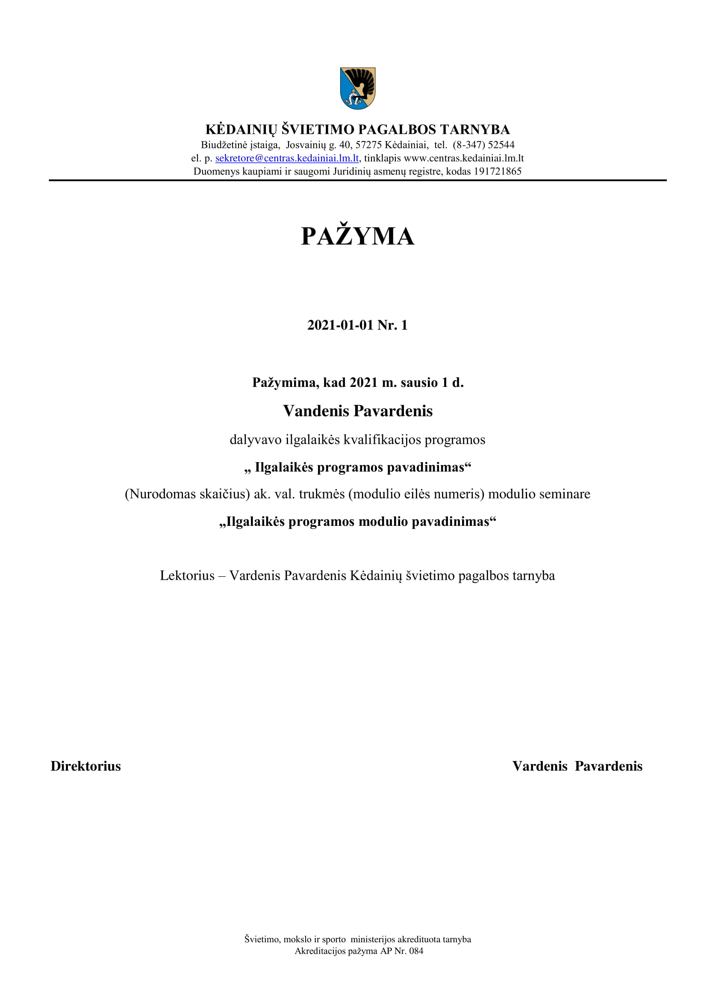 KĖDAINIŲ ŠVIETIMO PAGALBOS TARNYBA
Biudžetinė įstaiga,  Josvainių g. 40, 57275 Kėdainiai,  tel.  (8-347) 52544
el. p. sekretore@centras.kedainiai.lm.lt, tinklapis www.centras.kedainiai.lm.lt
Duomenys kaupiami ir saugomi Juridinių asmenų registre, kodas 191721865
PAŽYMA
2021-01-01 Nr. 1
Pažymima, kad 2021 m. sausio 1 d.
Vandenis Pavardenis
dalyvavo ilgalaikės kvalifikacijos programos
„ Ilgalaikės programos pavadinimas“
(Nurodomas skaičius) ak. val. trukmės (modulio eilės numeris) modulio seminare
„Ilgalaikės programos modulio pavadinimas“
Lektorius – Vardenis Pavardenis Kėdainių švietimo pagalbos tarnyba
Direktorius Vardenis  Pavardenis
Švietimo, mokslo ir sporto  ministerijos akredituota tarnyba
Akreditacijos pažyma AP Nr. 084